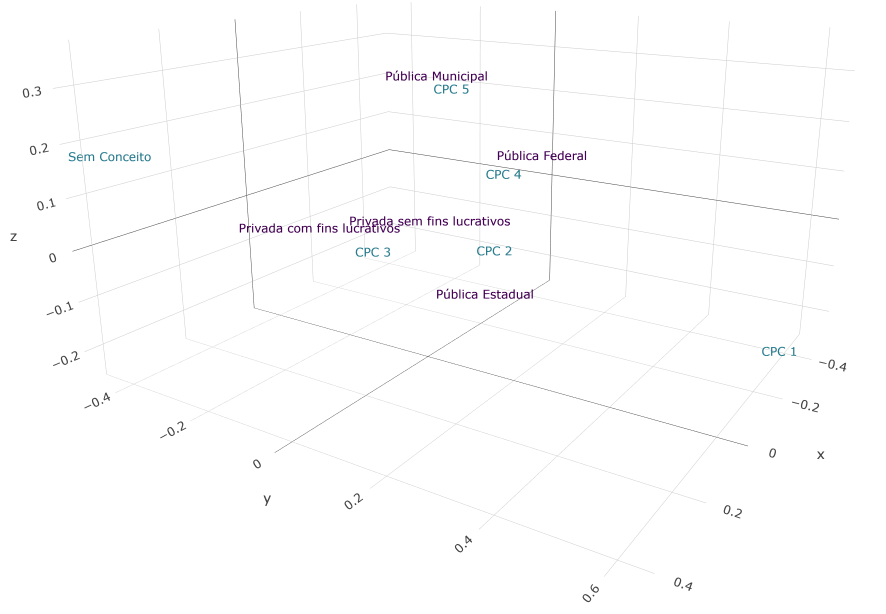 Pública Municipal
0.3
CPC 5
0.2
Sem Conceito
Pública Federal
CPC 4
0.1
Privada sem fins lucrativos
Privada com fins lucrativos
z
0
CPC 3
CPC 2
Pública Estadual
−0.1
−0.2
CPC 1
−0.4
−0.4
−0.2
−0.2
0
x
0
y
0.2
0.2
0.4
0.4
0.6